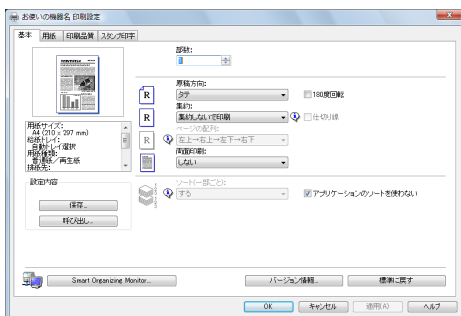 お使いの機器名 印刷設定
基本 用紙 印刷品質 スタンプ印字
部数:
1
原稿方向:
R タテ 180度回転
集約:
R 集約しないで印刷 仕切り線
ページの配列:
R 左上→右上→左下→右下
両面印刷:
しない
用紙サイズ:
A4 (210 x 297 mm)
給紙トレイ:
自動トレイ選択
用紙種類:
普通紙/再生紙
排紙先:
設定内容
保存...
呼び出し...
ソート(一部ごと):
する アプリケーションのソートを使わない
Smart Organizing Monitor... バージョン情報... 標準に戻す
OK キャンセル 適用(A) ヘルプ